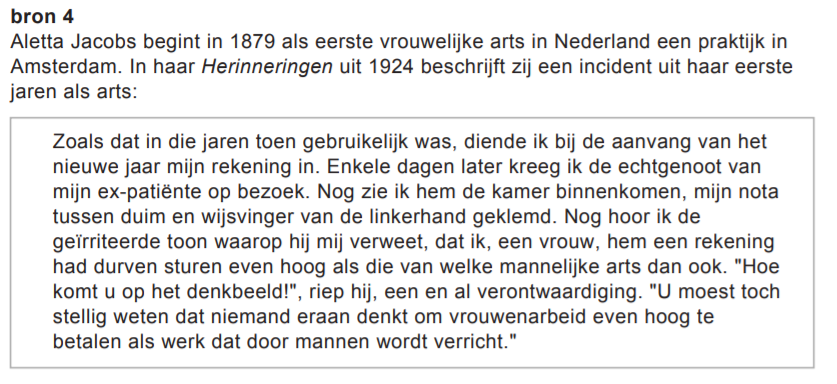 bron 4
Aletta Jacobs begint in 1879 als eerste vrouwelijke arts in Nederland een praktijk in
Amsterdam. In haar Herinneringen uit 1924 beschrijft zij een incident uit haar eerste
jaren als arts:
Zoals dat in die jaren toen gebruikelijk was, diende ik bij de aanvang van het
nieuwe jaar mijn rekening in. Enkele dagen later kreeg ik de echtgenoot van
mijn ex-patiënte op bezoek. Nog zie ik hem de kamer binnenkomen, mijn nota
tussen duim en wijsvinger van de linkerhand geklemd. Nog hoor ik de
geïrriteerde toon waarop hij mij verweet, dat ik, een vrouw, hem een rekening
had durven sturen even hoog als die van welke mannelijke arts dan ook. "Hoe
komt u op het denkbeeld!", riep hij, een en al verontwaardiging. "U moest toch
stellig weten dat niemand eraan denkt om vrouwenarbeid even hoog te
betalen als werk dat door mannen wordt verricht."